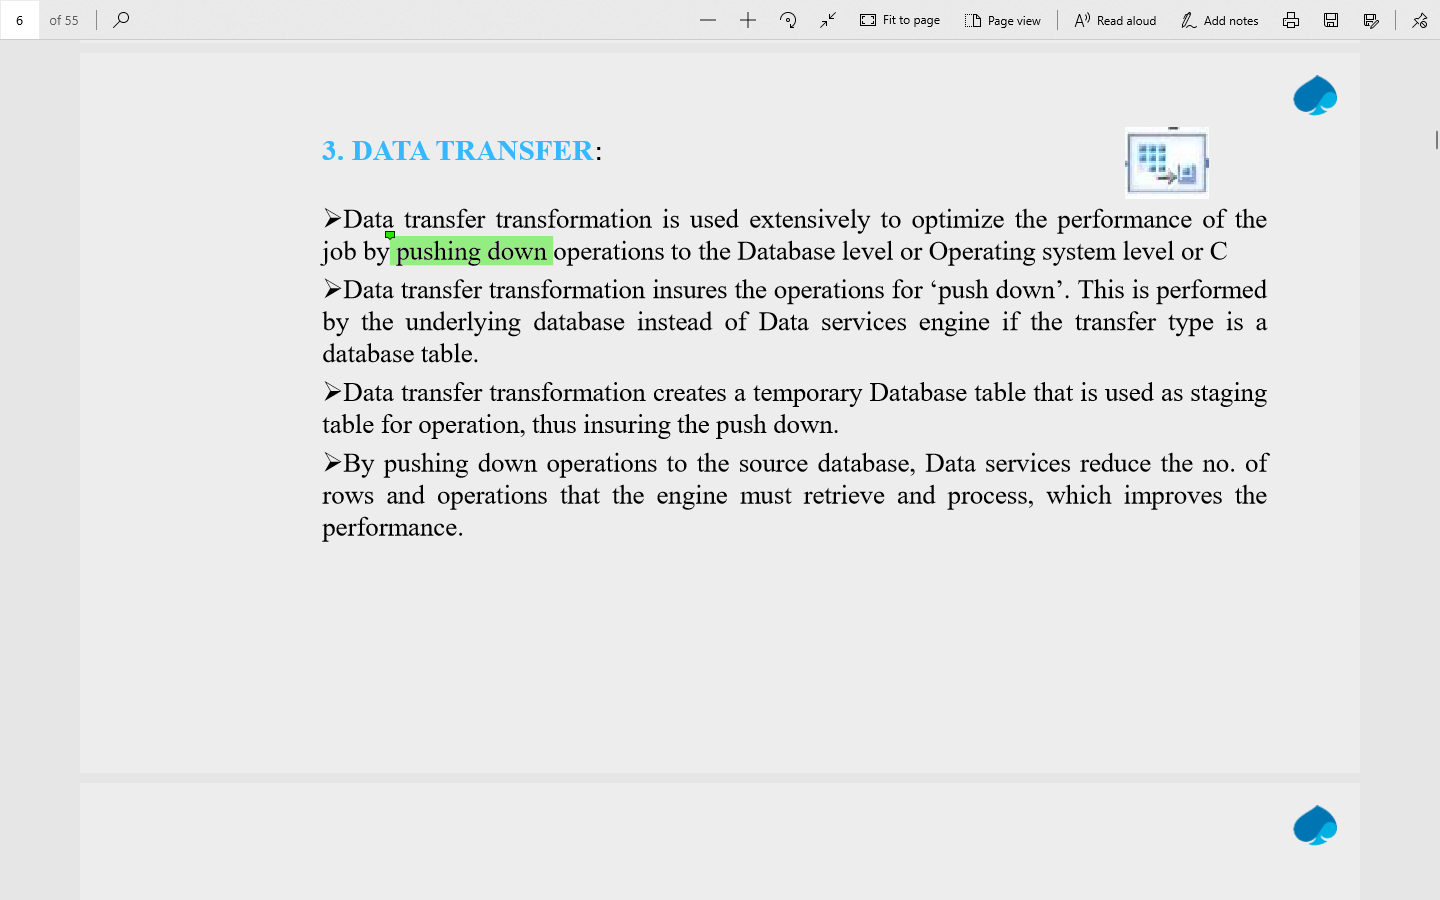 6 of 55 Fit to page Page view Read aloud Add notes
3. DATA TRANSFER:
➢Data transfer transformation is used extensively to optimize the performance of the
job by pushing down operations to the Database level or Operating system level or C
➢Data transfer transformation insures the operations for ‘push down’. This is performed
by the underlying database instead of Data services engine if the transfer type is a
database table.
➢Data transfer transformation creates a temporary Database table that is used as staging
table for operation, thus insuring the push down.
➢By pushing down operations to the source database, Data services reduce the no. of
rows and operations that the engine must retrieve and process, which improves the
performance.